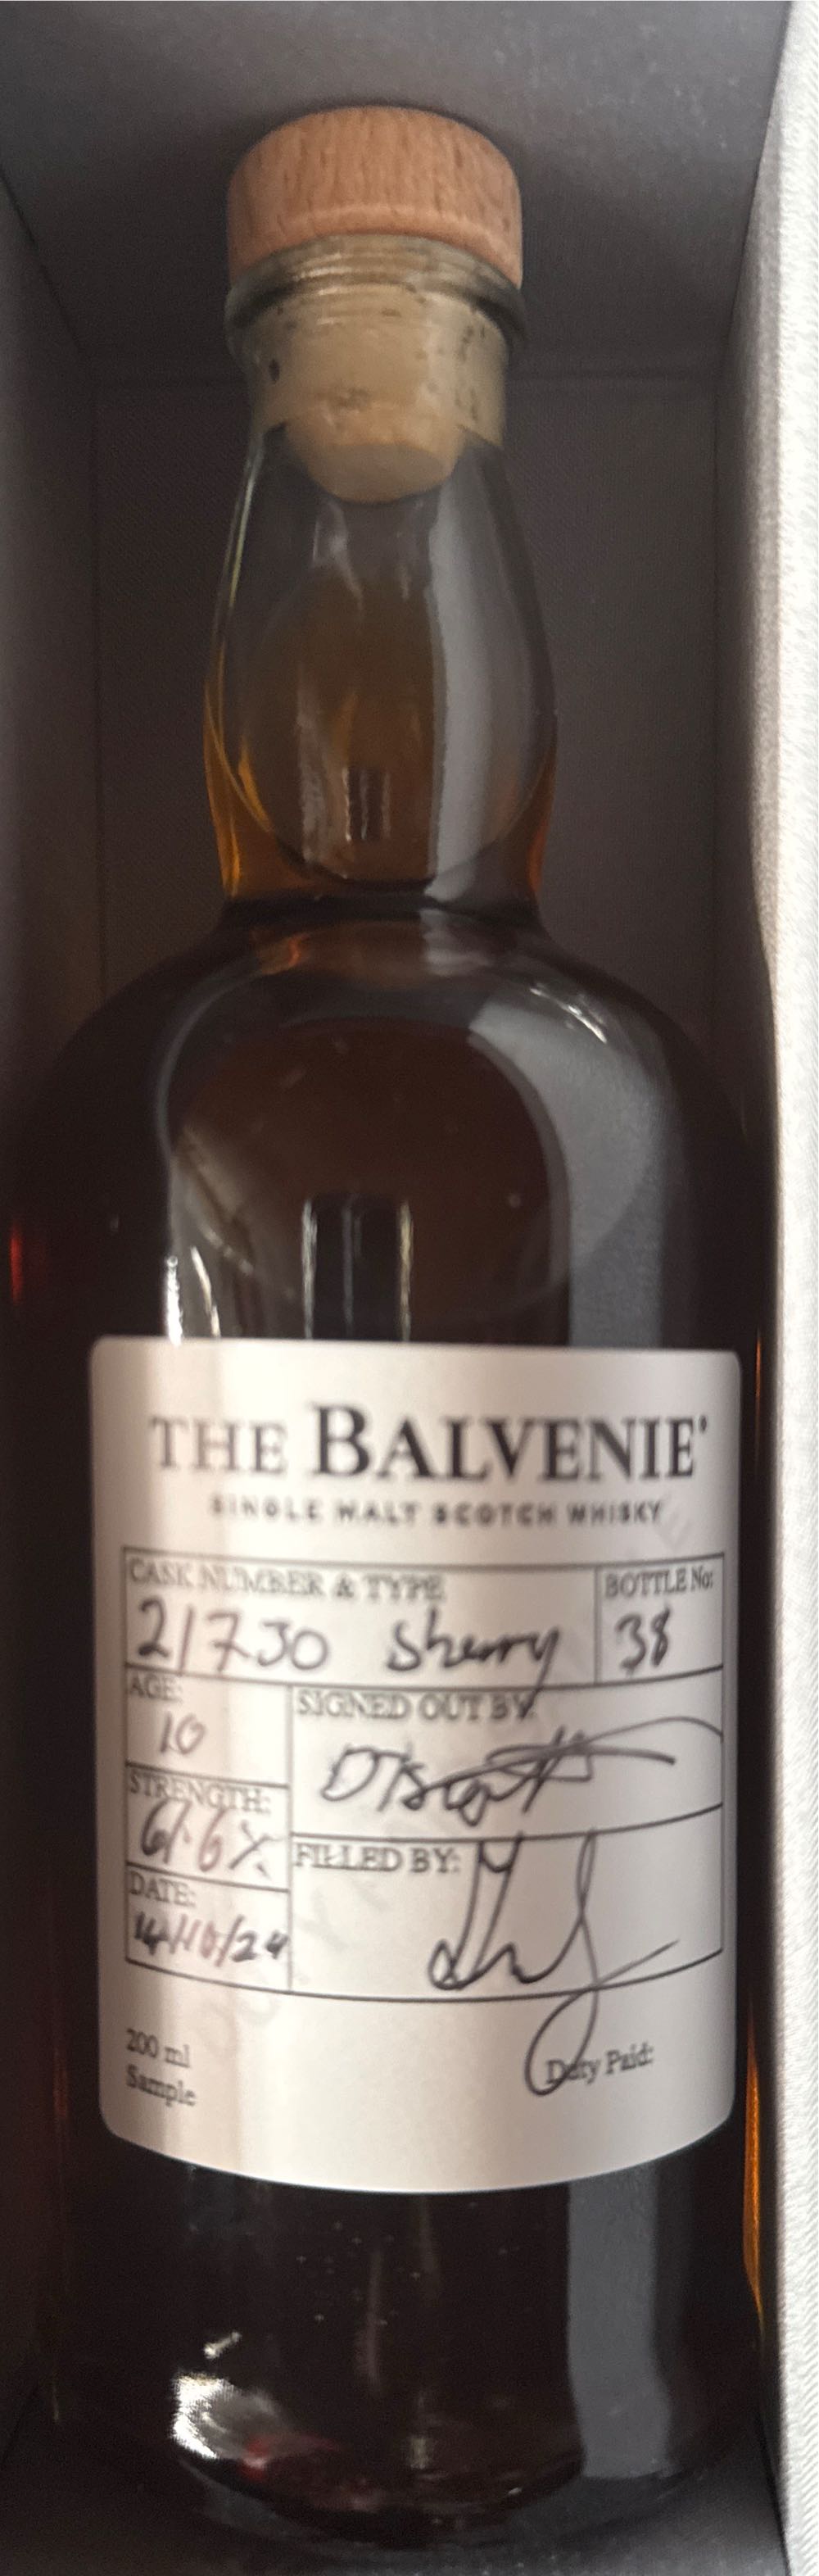 THE BALVENIE®
SINGLE MALT SCOTCH WHISKY
CASK NUMBER & TYPE
21730 Sherry
BOTTLE No:
38
AGE:
10
SIGNED OUT BY:
STRENGTH:
61.6%
FILLED BY:
DATE:
14/10/24
200 ml
Sample
Duty Paid: